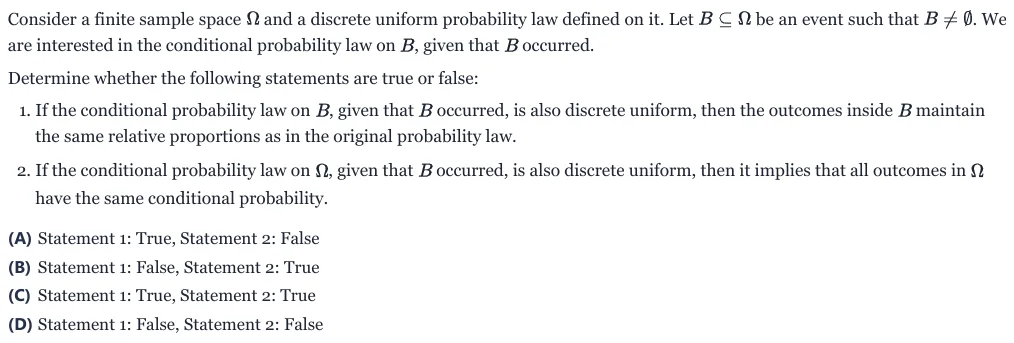 Consider a finite sample space Ω and a discrete uniform probability law defined on it. Let B ⊆ Ω be an event such that B ≠ ∅. We
are interested in the conditional probability law on B, given that B occurred.
Determine whether the following statements are true or false:
1. If the conditional probability law on B, given that B occurred, is also discrete uniform, then the outcomes inside B maintain
the same relative proportions as in the original probability law.
2. If the conditional probability law on Ω, given that B occurred, is also discrete uniform, then it implies that all outcomes in Ω
have the same conditional probability.
(A) Statement 1: True, Statement 2: False
(B) Statement 1: False, Statement 2: True
(C) Statement 1: True, Statement 2: True
(D) Statement 1: False, Statement 2: False